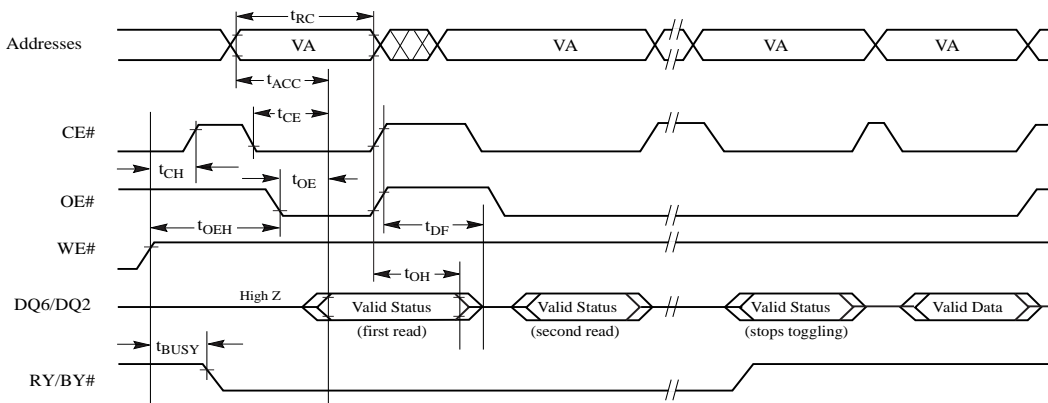 tRC
Addresses VA VA VA VA
tACC
tCE
CE#
tCH tOE
OE#
tOEH tDF
WE#
tOH
High Z
DQ6/DQ2 Valid Status Valid Status Valid Status Valid Data
(first read) (second read) (stops toggling)
tBUSY
RY/BY#